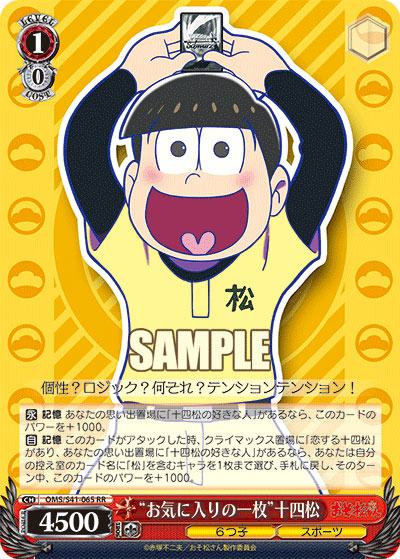 LEVEL
1
0
COST
松
SAMPLE
個性？ロジック？何それ？テンションテンション！
永 記憶 あなたの思い出置場に「十四松の好きな人」があるなら、このカードの
パワーを＋1000。
自 記憶 このカードがアタックした時、クライマックス置場に「恋する十四松」
があり、あなたの思い出置場に「十四松の好きな人」があるなら、あなたは自分の控え室のカード名に「松」を含むキャラを1枚まで選び、手札に戻し、そのターン中、このカードのパワーを＋1000。
CH OMS/S41-065 RR
4500
“お気に入りの一枚”十四松
おそ松さん
6つ子
スポーツ
©赤塚不二夫／おそ松さん製作委員会